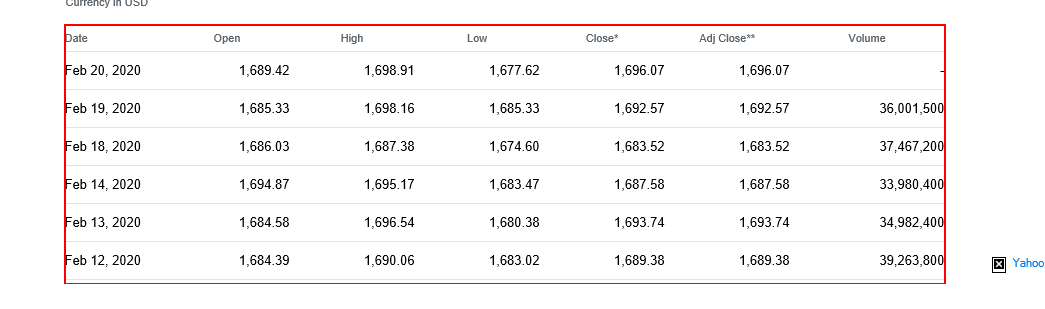 Currency in USD
Date Open High Low Close* Adj Close** Volume
Feb 20, 2020 1,689.42 1,698.91 1,677.62 1,696.07 1,696.07 -
Feb 19, 2020 1,685.33 1,698.16 1,685.33 1,692.57 1,692.57 36,001,500
Feb 18, 2020 1,686.03 1,687.38 1,674.60 1,683.52 1,683.52 37,467,200
Feb 14, 2020 1,694.87 1,695.17 1,683.47 1,687.58 1,687.58 33,980,400
Feb 13, 2020 1,684.58 1,696.54 1,680.38 1,693.74 1,693.74 34,982,400
Feb 12, 2020 1,684.39 1,690.06 1,683.02 1,689.38 1,689.38 39,263,800
Yahoo